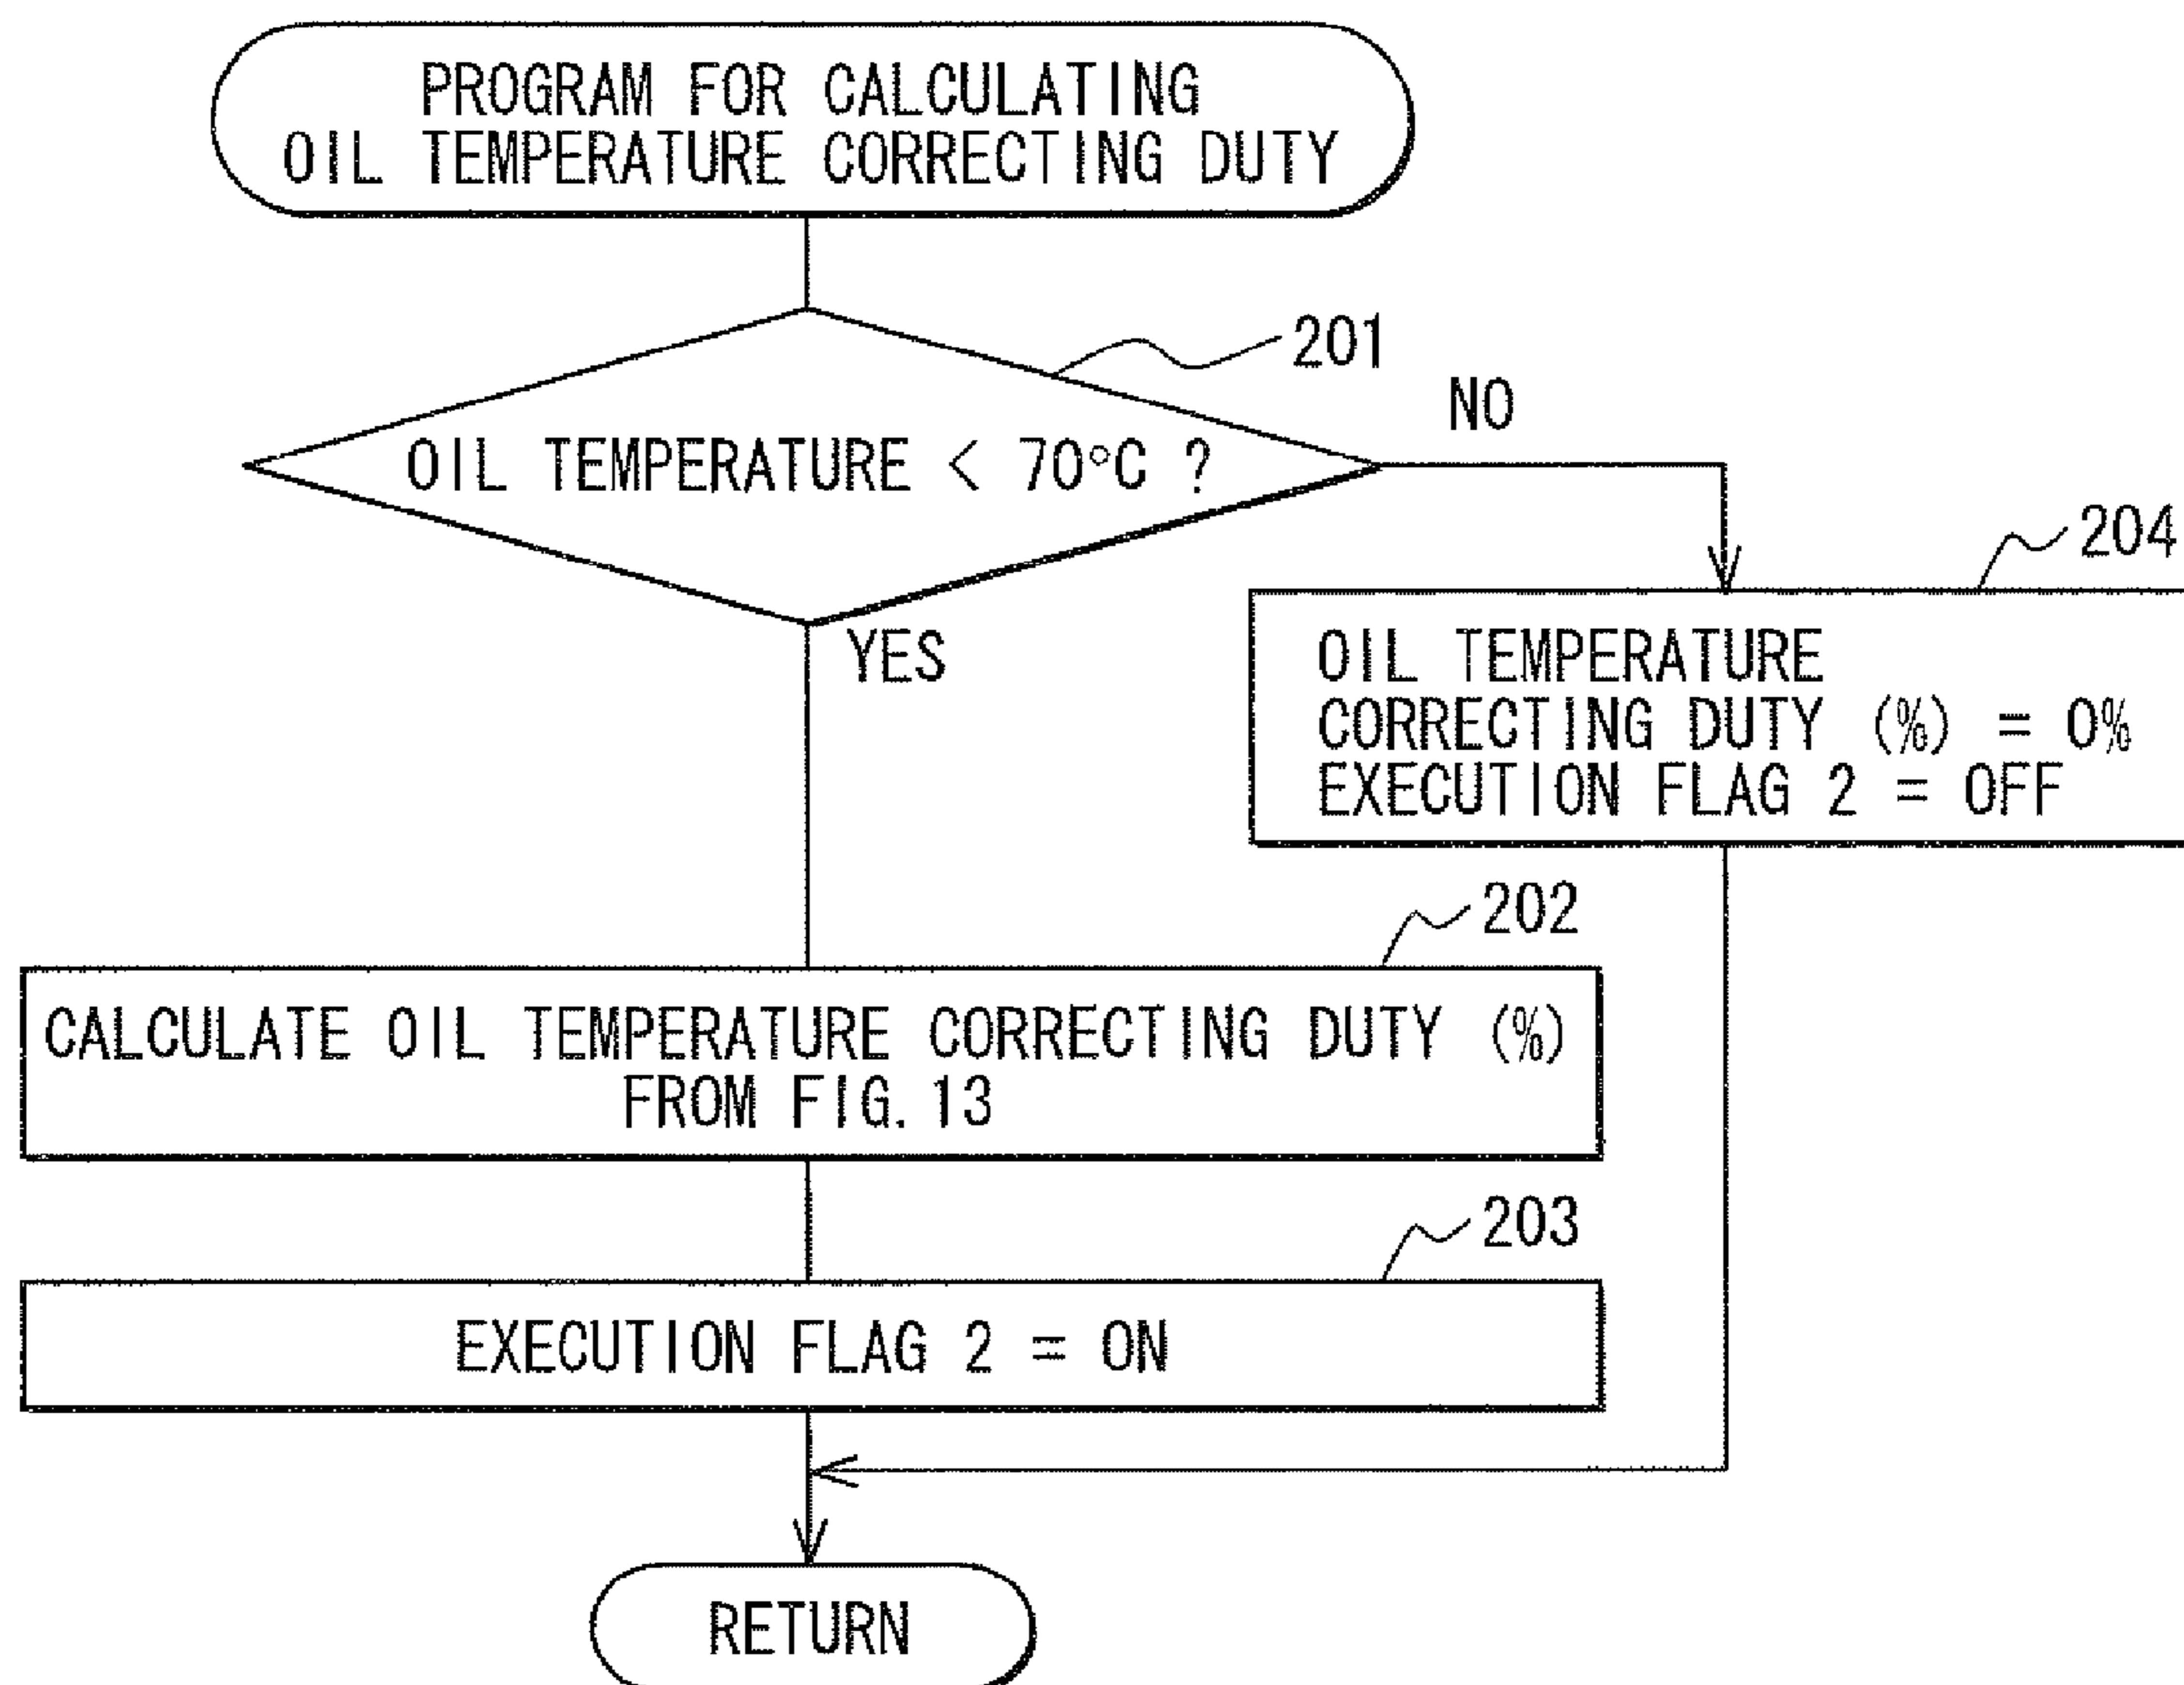 PROGRAM FOR CALCULATING
OIL TEMPERATURE CORRECTING DUTY
201
NO
OIL TEMPERATURE < 70°C ?
204
YES
OIL TEMPERATURE
CORRECTING DUTY (%) = 0%
EXECUTION FLAG 2 = OFF
202
CALCULATE OIL TEMPERATURE CORRECTING DUTY (%)
FROM FIG. 13
203
EXECUTION FLAG 2 = ON
RETURN